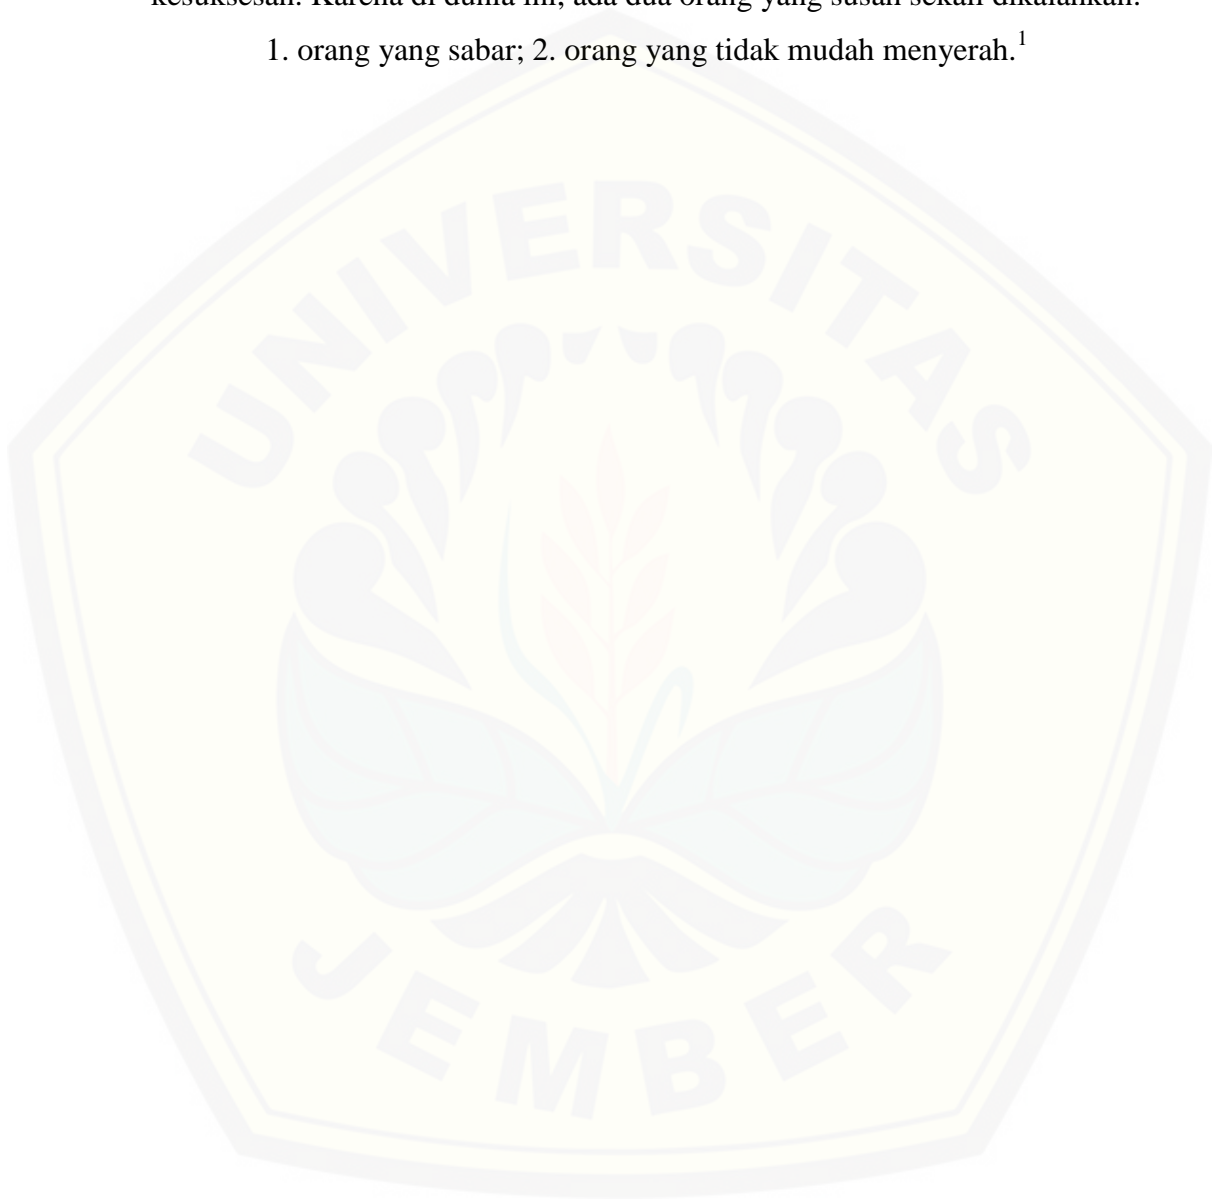 kesuksesan. Karena di dunia ini, ada dua orang yang susah sekali dikalahkan:
1. orang yang sabar; 2. orang yang tidak mudah menyerah.1
UNIVERSITAS
JEMBER